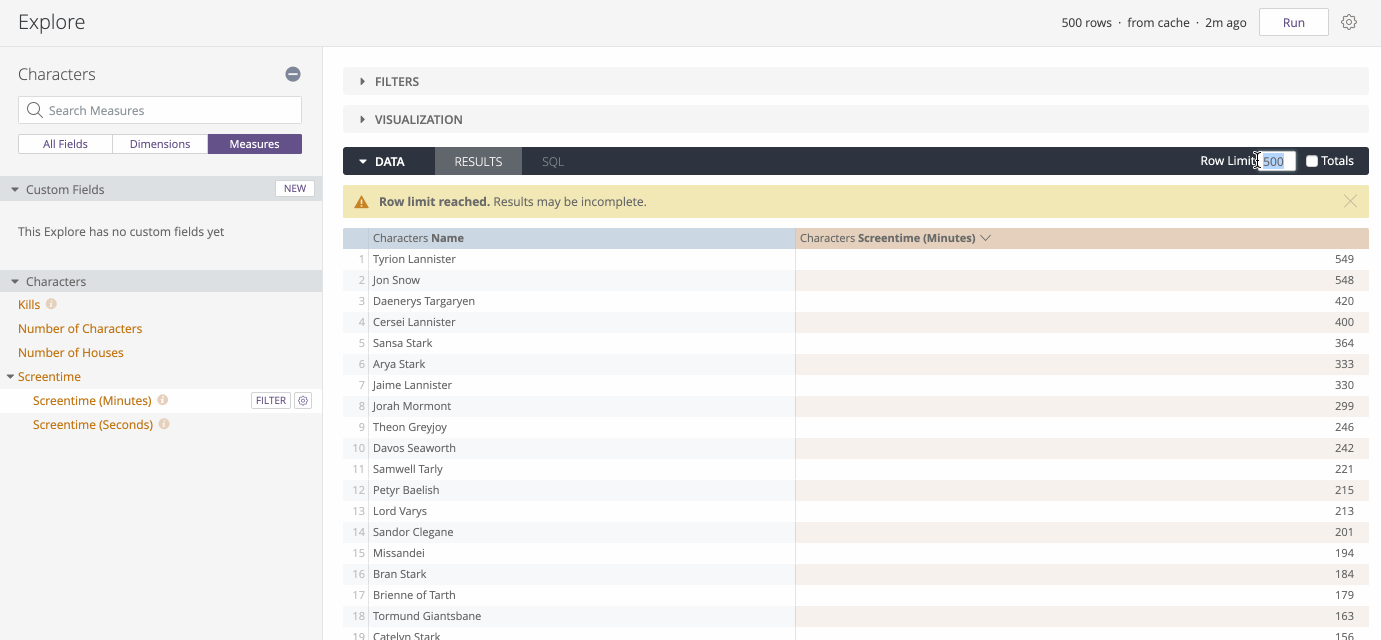 Explore
500 rows · from cache · 2m ago Run
Characters
Search Measures
All Fields Dimensions Measures
Custom Fields NEW
This Explore has no custom fields yet
Characters
Kills
Number of Characters
Number of Houses
Screentime
Screentime (Minutes) FILTER
Screentime (Seconds)
FILTERS
VISUALIZATION
DATA RESULTS SQL Row Limit 500 Totals
Row limit reached. Results may be incomplete.
Characters Name Characters Screentime (Minutes)
1 Tyrion Lannister 549
2 Jon Snow 548
3 Daenerys Targaryen 420
4 Cersei Lannister 400
5 Sansa Stark 364
6 Arya Stark 333
7 Jaime Lannister 330
8 Jorah Mormont 299
9 Theon Greyjoy 246
10 Davos Seaworth 242
11 Samwell Tarly 221
12 Petyr Baelish 215
13 Lord Varys 213
14 Sandor Clegane 201
15 Missandei 194
16 Bran Stark 184
17 Brienne of Tarth 179
18 Tormund Giantsbane 163
19 Catelyn Stark 156